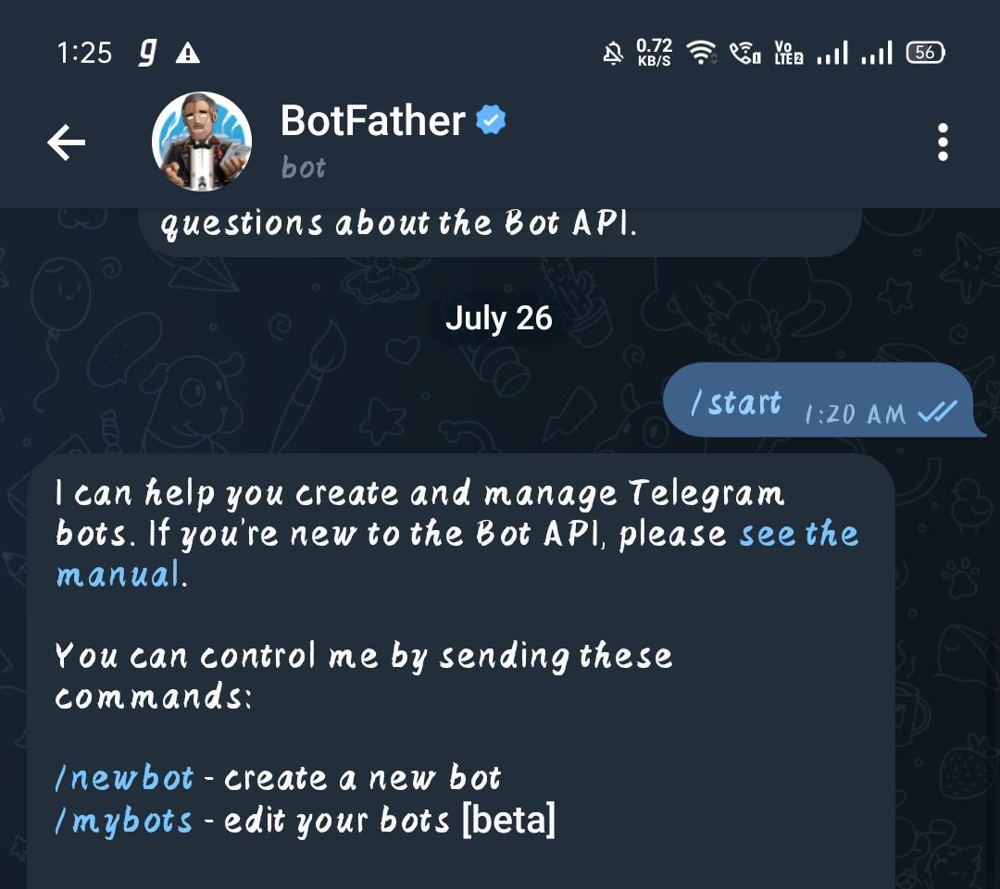 1:25 g 0.72 KB/S Vo LTE2 56
BotFather
bot
questions about the Bot API.
July 26
/start 1:20 AM
I can help you create and manage Telegram
bots. If you're new to the Bot API, please see the
manual.
You can control me by sending these
commands:
/newbot - create a new bot
/mybots - edit your bots [beta]